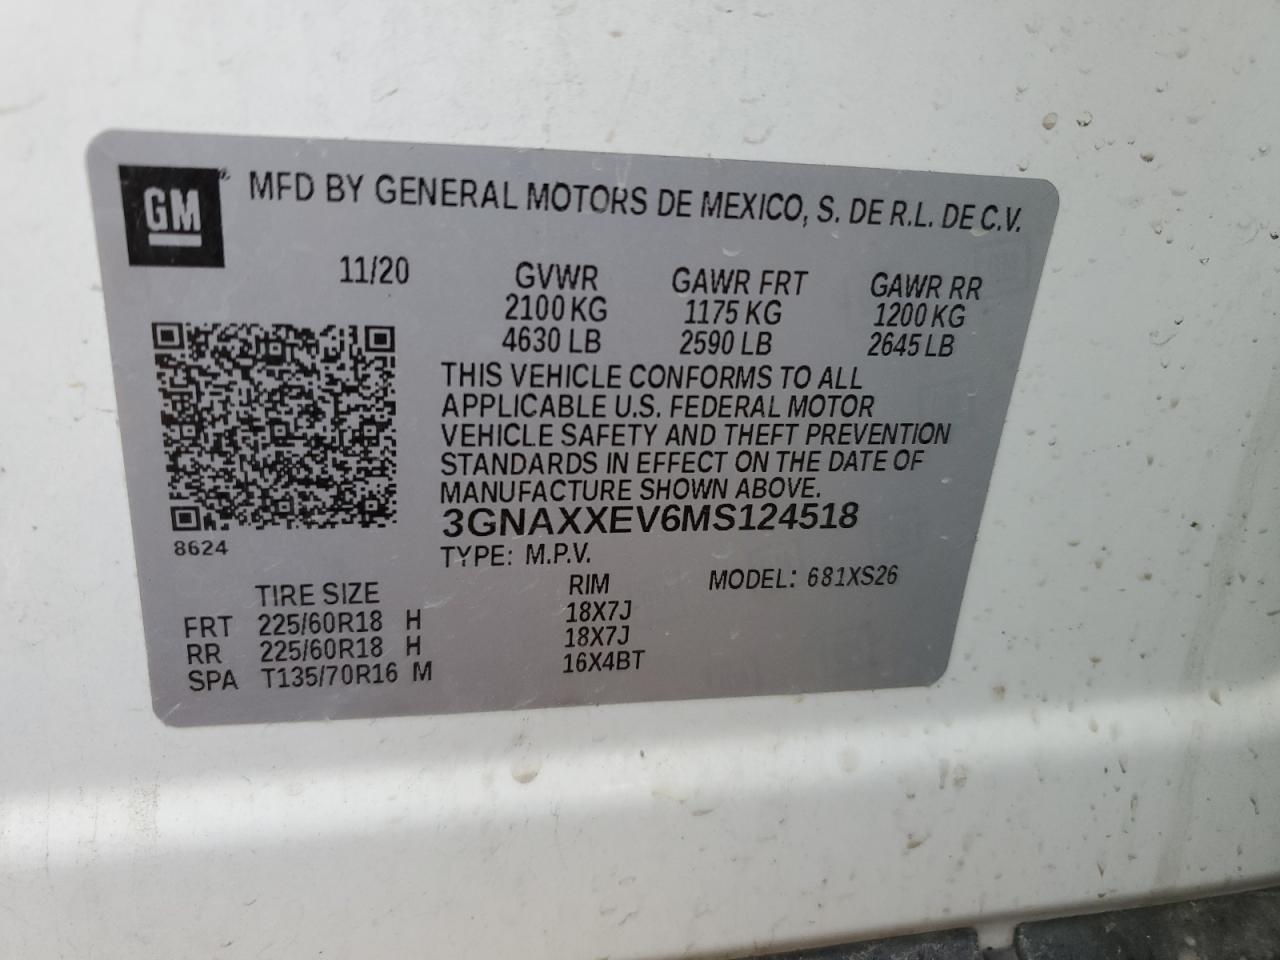 GM® MFD BY GENERAL MOTORS DE MEXICO, S. DE R.L. DE C.V.
11/20 GVWR GAWR FRT GAWR RR
2100 KG 1175 KG 1200 KG
4630 LB 2590 LB 2645 LB
THIS VEHICLE CONFORMS TO ALL
APPLICABLE U.S. FEDERAL MOTOR
VEHICLE SAFETY AND THEFT PREVENTION
STANDARDS IN EFFECT ON THE DATE OF
MANUFACTURE SHOWN ABOVE.
3GNAXXEV6MS124518
8624
TYPE: M.P.V.
TIRE SIZE RIM MODEL: 681XS26
FRT 225/60R18 H 18X7J
RR 225/60R18 H 18X7J
SPA T135/70R16 M 16X4BT